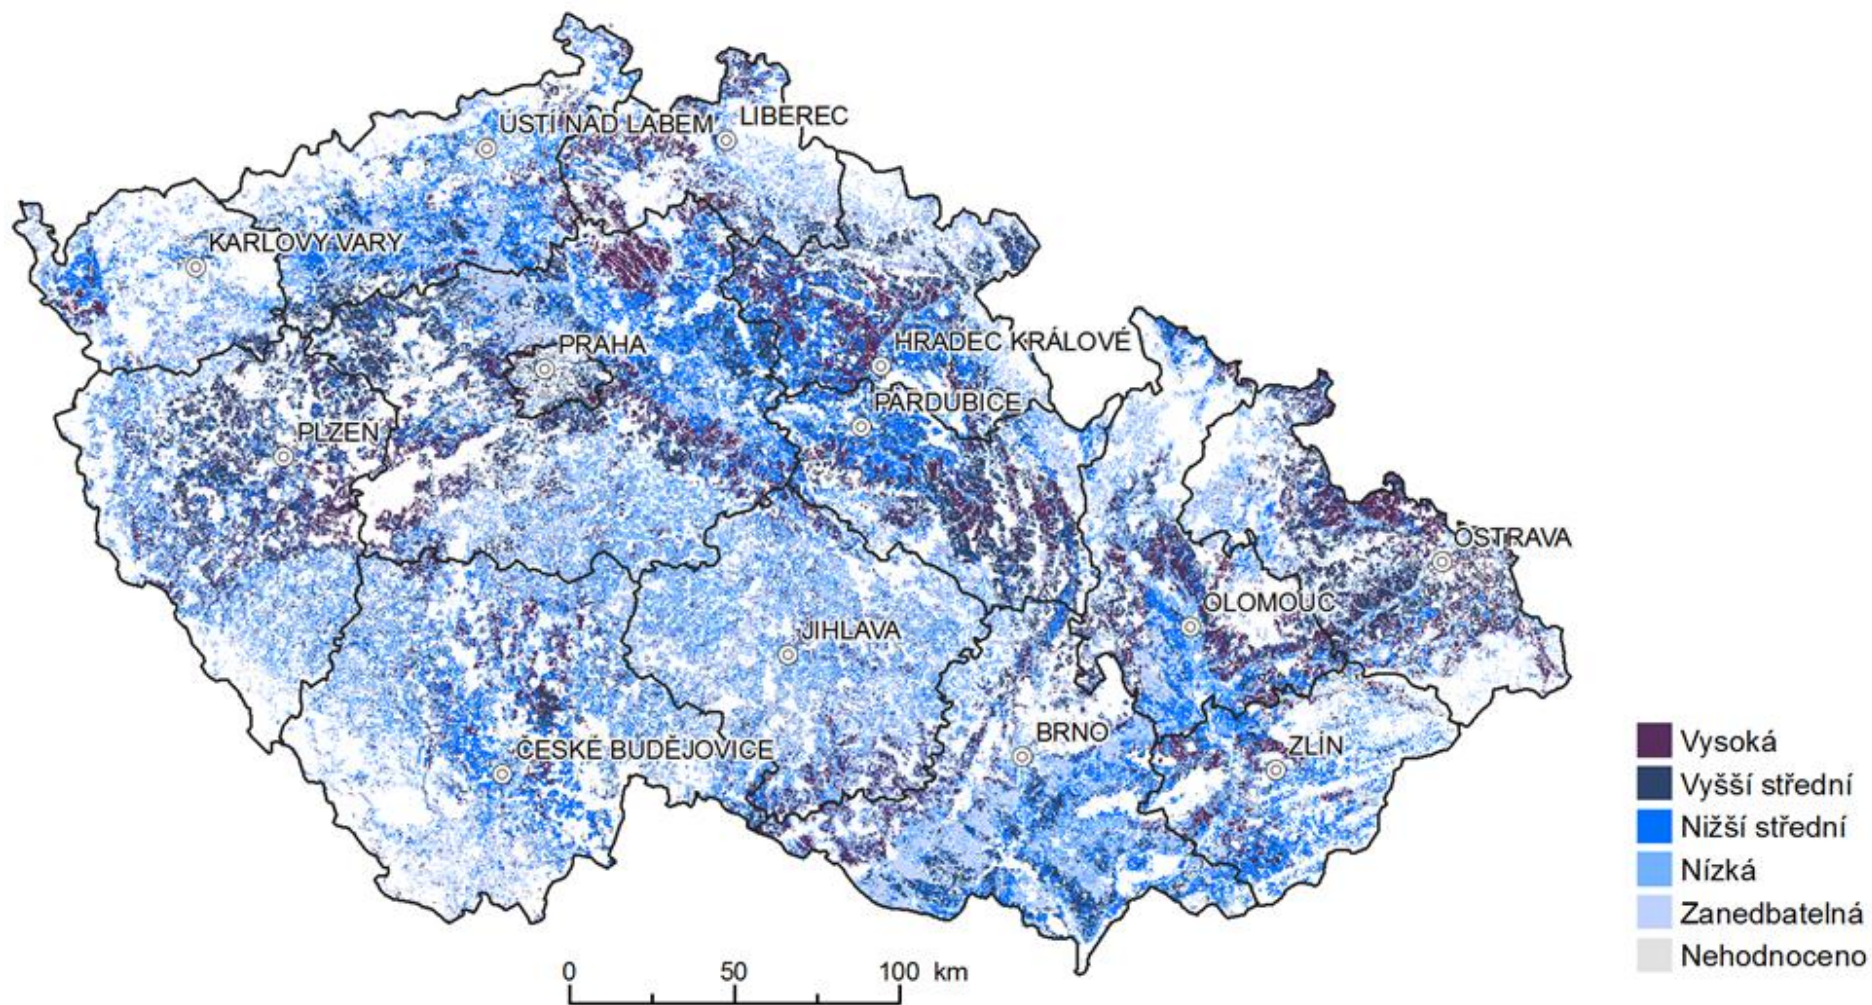 ÚSTÍ NAD LABEM
LIBEREC
KARLOVY VARY
PRAHA
HRADEC KRÁLOVÉ
PLZEŇ
PARDUBICE
OSTRAVA
OLOMOUC
JIHLAVA
BRNO
ZLÍN
ČESKÉ BUDĚJOVICE
Vysoká
Vyšší střední
Nižší střední
Nízká
Zanedbatelná
Nehodnoceno
0 50 100 km